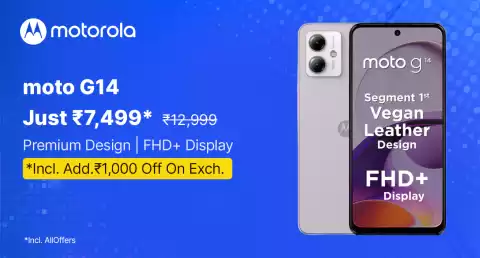 motorola
moto G14
Just ₹7,499* ₹12,999
Premium Design | FHD+ Display
*Incl. Add.₹1,000 Off On Exch.
*Incl. AllOffers
moto g14
Segment 1st
Vegan
Leather
Design
FHD+
Display